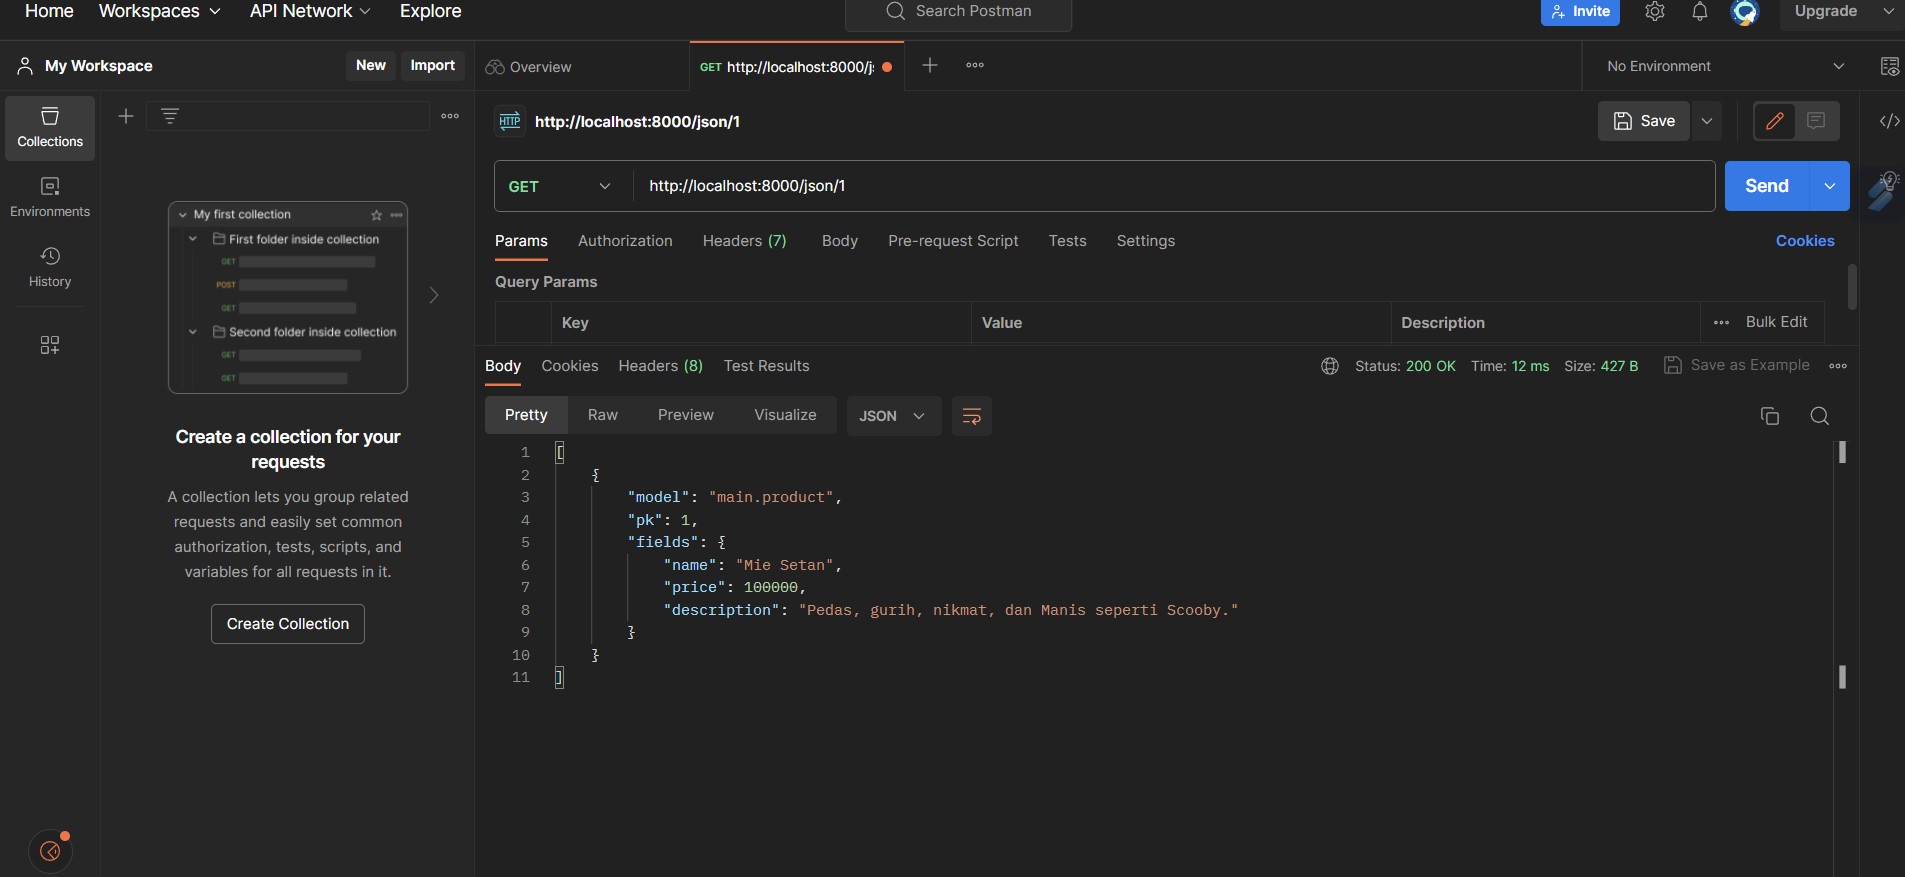 Home Workspaces API Network Explore Search Postman Invite Upgrade
My Workspace New Import Overview GET http://localhost:8000/js No Environment
Collections
Environments
History
My first collection
First folder inside collection
GET
POST
GET
Second folder inside collection
GET
GET
Create a collection for your
requests
A collection lets you group related
requests and easily set common
authorization, tests, scripts, and
variables for all requests in it.
Create Collection
HTTP http://localhost:8000/json/1 Save
GET http://localhost:8000/json/1 Send
Params Authorization Headers (7) Body Pre-request Script Tests Settings Cookies
Query Params
Key Value Description Bulk Edit
Body Cookies Headers (8) Test Results Status: 200 OK Time: 12 ms Size: 427 B Save as Example
Pretty Raw Preview Visualize JSON
1 [
2 {
3 "model": "main.product",
4 "pk": 1,
5 "fields": {
6 "name": "Mie Setan",
7 "price": 100000,
8 "description": "Pedas, gurih, nikmat, dan Manis seperti Scooby."
9 }
10 }
11 ]